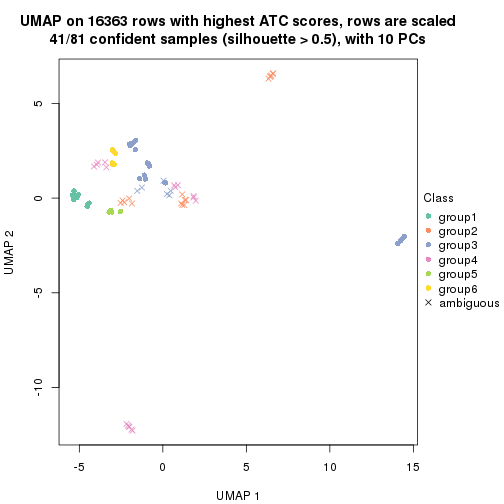 UMAP on 16363 rows with highest ATC scores, rows are scaled
41/81 confident samples (silhouette > 0.5), with 10 PCs
5
0
-5
-10
UMAP 2
-5
0
5
10
15
UMAP 1
Class
group1
group2
group3
group4
group5
group6
ambiguous